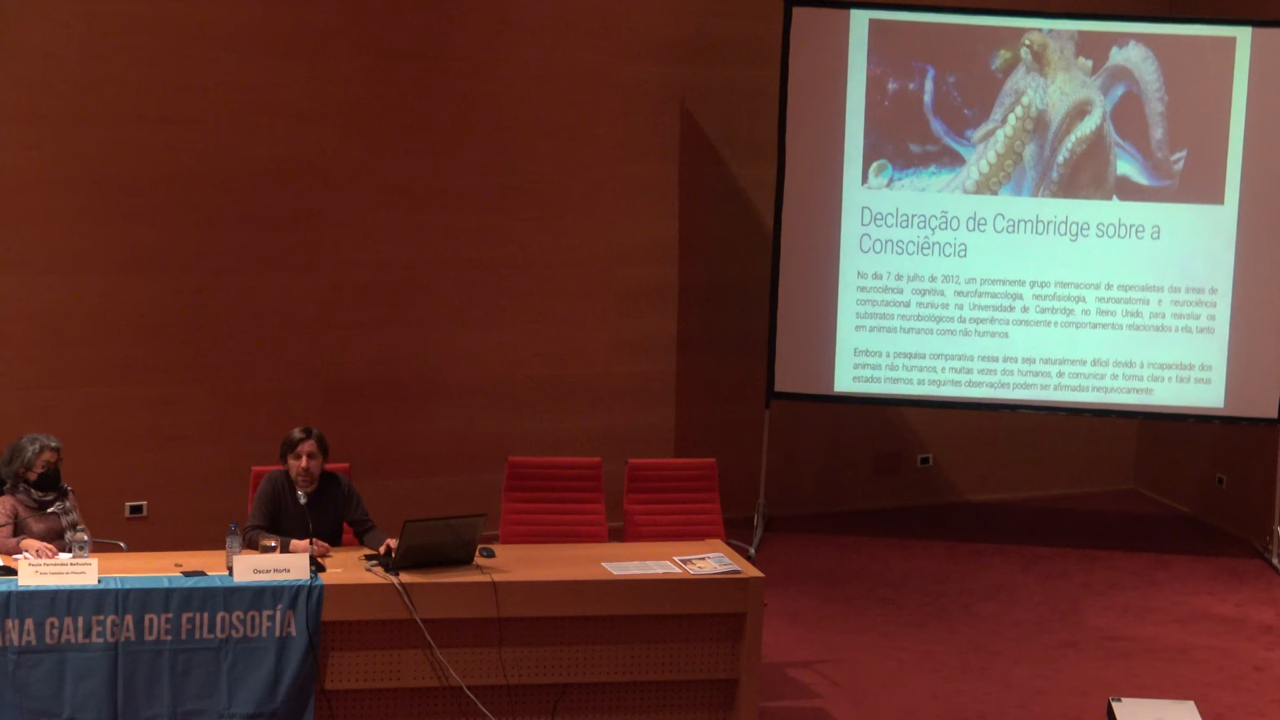 Declaração de Cambridge sobre a
Consciência
No dia 7 de julho de 2012, um proeminente grupo internacional de especialistas das áreas de
neurociência cognitiva, neurofarmacologia, neurofisiologia, neuroanatomia e neurociência
computacional reuniu-se na Universidade de Cambridge, no Reino Unido, para reavaliar os
substratos neurobiológicos da experiência consciente e comportamentos relacionados a ela, tanto
em animais humanos como não humanos.
Embora a pesquisa comparativa nessa área seja naturalmente difícil devido à incapacidade dos
animais não humanos, e muitas vezes dos humanos, de comunicar de forma clara e fácil seus
estados internos, as seguintes observações podem ser afirmadas inequivocamente:
Paula Fernández
Oscar Horta
ANA GALEGA DE FILOSOFÍA